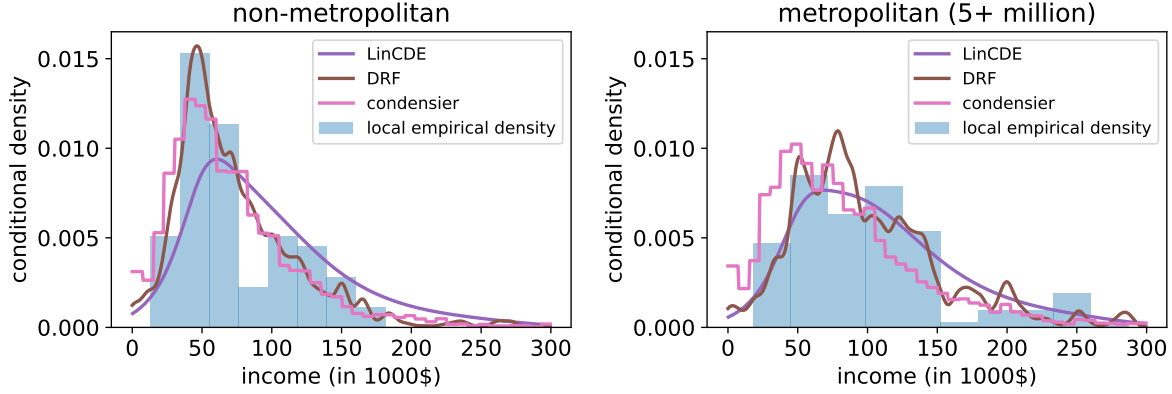 non-metropolitan
conditional density
0.015
0.010
0.005
0.000
LinCDE
DRF
condensier
local empirical density
0 50 100 150 200 250 300
income (in 1000$)
metropolitan (5+ million)
conditional density
0.015
0.010
0.005
0.000
LinCDE
DRF
condensier
local empirical density
0 50 100 150 200 250 300
income (in 1000$)